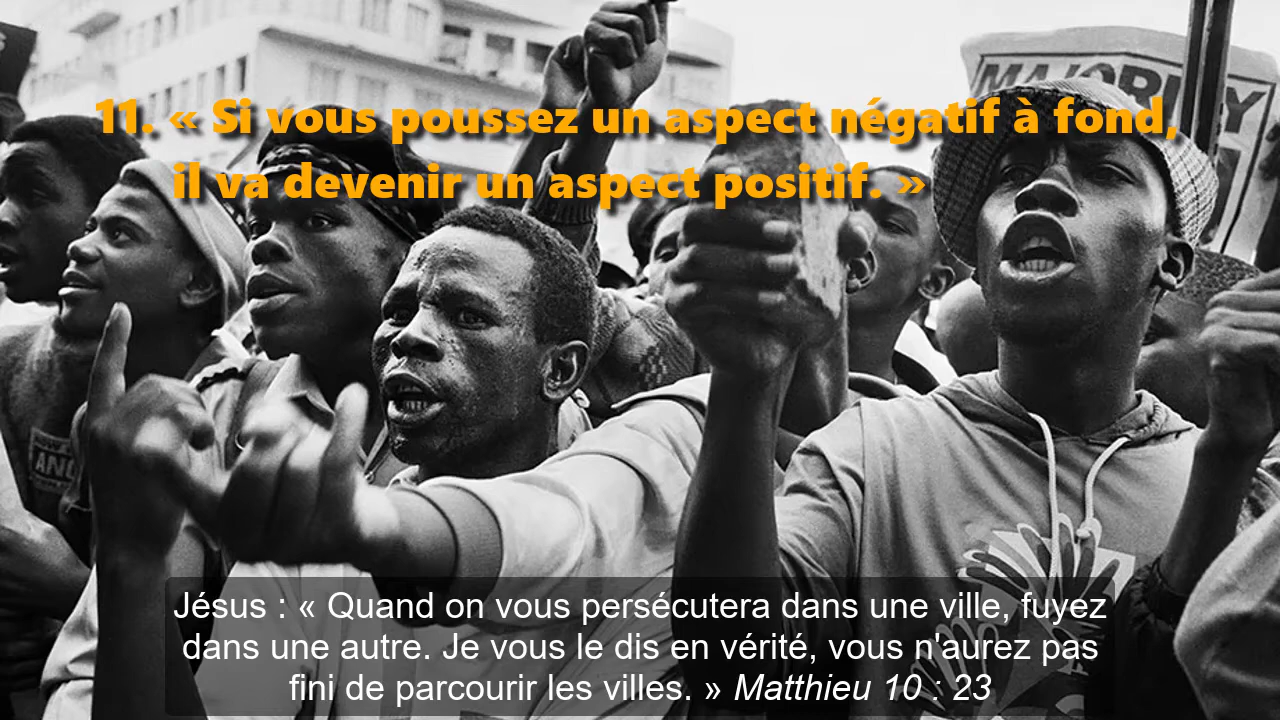 MAJORITY
11. « Si vous poussez un aspect négatif à fond,
il va devenir un aspect positif. »
Jésus : « Quand on vous persécutera dans une ville, fuyez
dans une autre. Je vous le dis en vérité, vous n'aurez pas
fini de parcourir les villes. » Matthieu 10 : 23